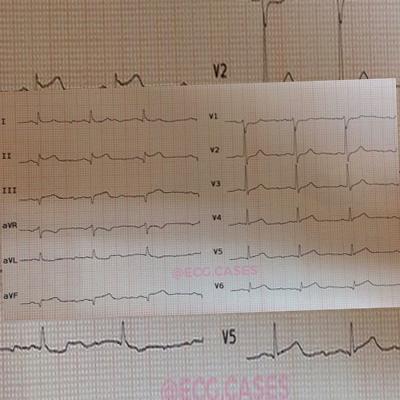 V2
I
II
III
aVR
aVL
aVF
V1
V2
V3
V4
V5
V6
@ECG.CASES
V5
@ECG.CASES